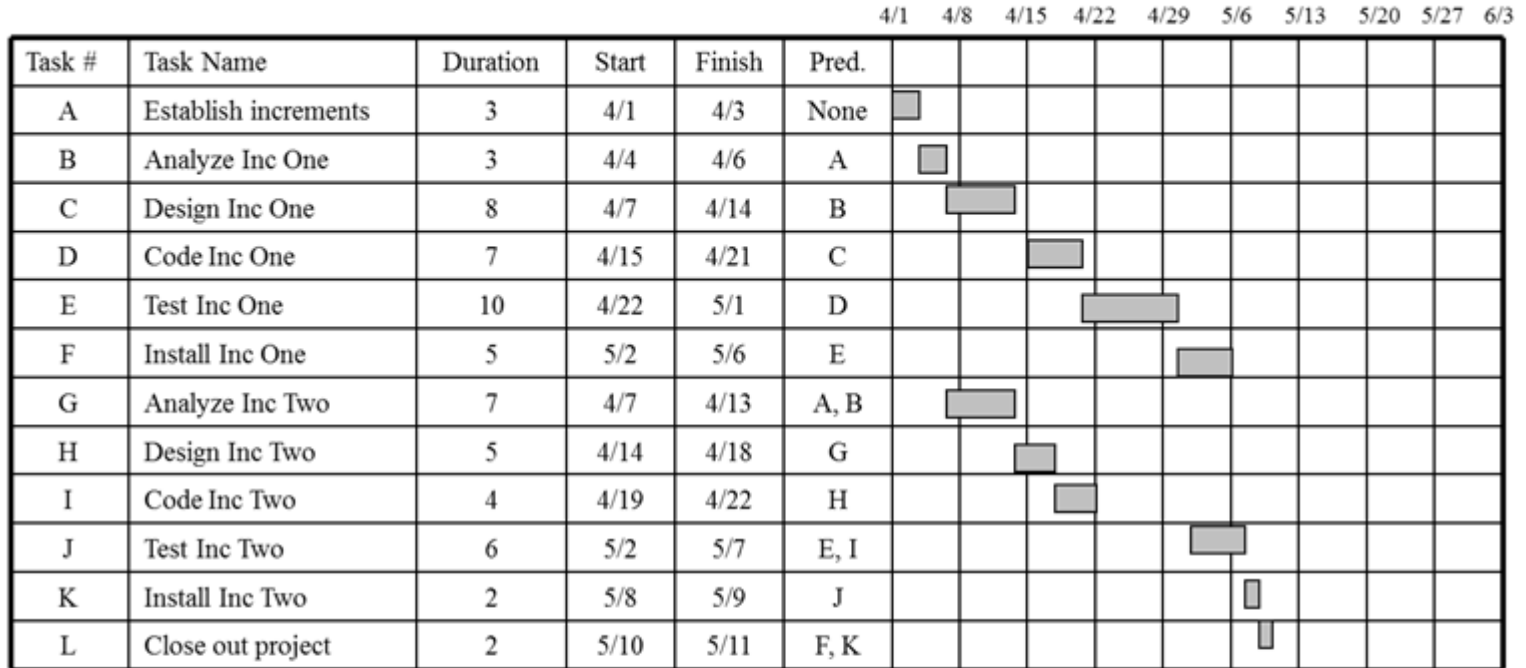 4/1 4/8 4/15 4/22 4/29 5/6 5/13 5/20 5/27 6/3
Task # Task Name Duration Start Finish Pred.
A Establish increments 3 4/1 4/3 None
B Analyze Inc One 3 4/4 4/6 A
C Design Inc One 8 4/7 4/14 B
D Code Inc One 7 4/15 4/21 C
E Test Inc One 10 4/22 5/1 D
F Install Inc One 5 5/2 5/6 E
G Analyze Inc Two 7 4/7 4/13 A, B
H Design Inc Two 5 4/14 4/18 G
I Code Inc Two 4 4/19 4/22 H
J Test Inc Two 6 5/2 5/7 E, I
K Install Inc Two 2 5/8 5/9 J
L Close out project 2 5/10 5/11 F, K